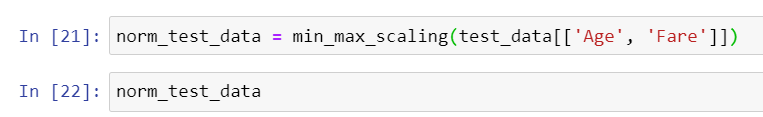 In [21]: norm_test_data = min_max_scaling(test_data[['Age', 'Fare']])
In [22]: norm_test_data